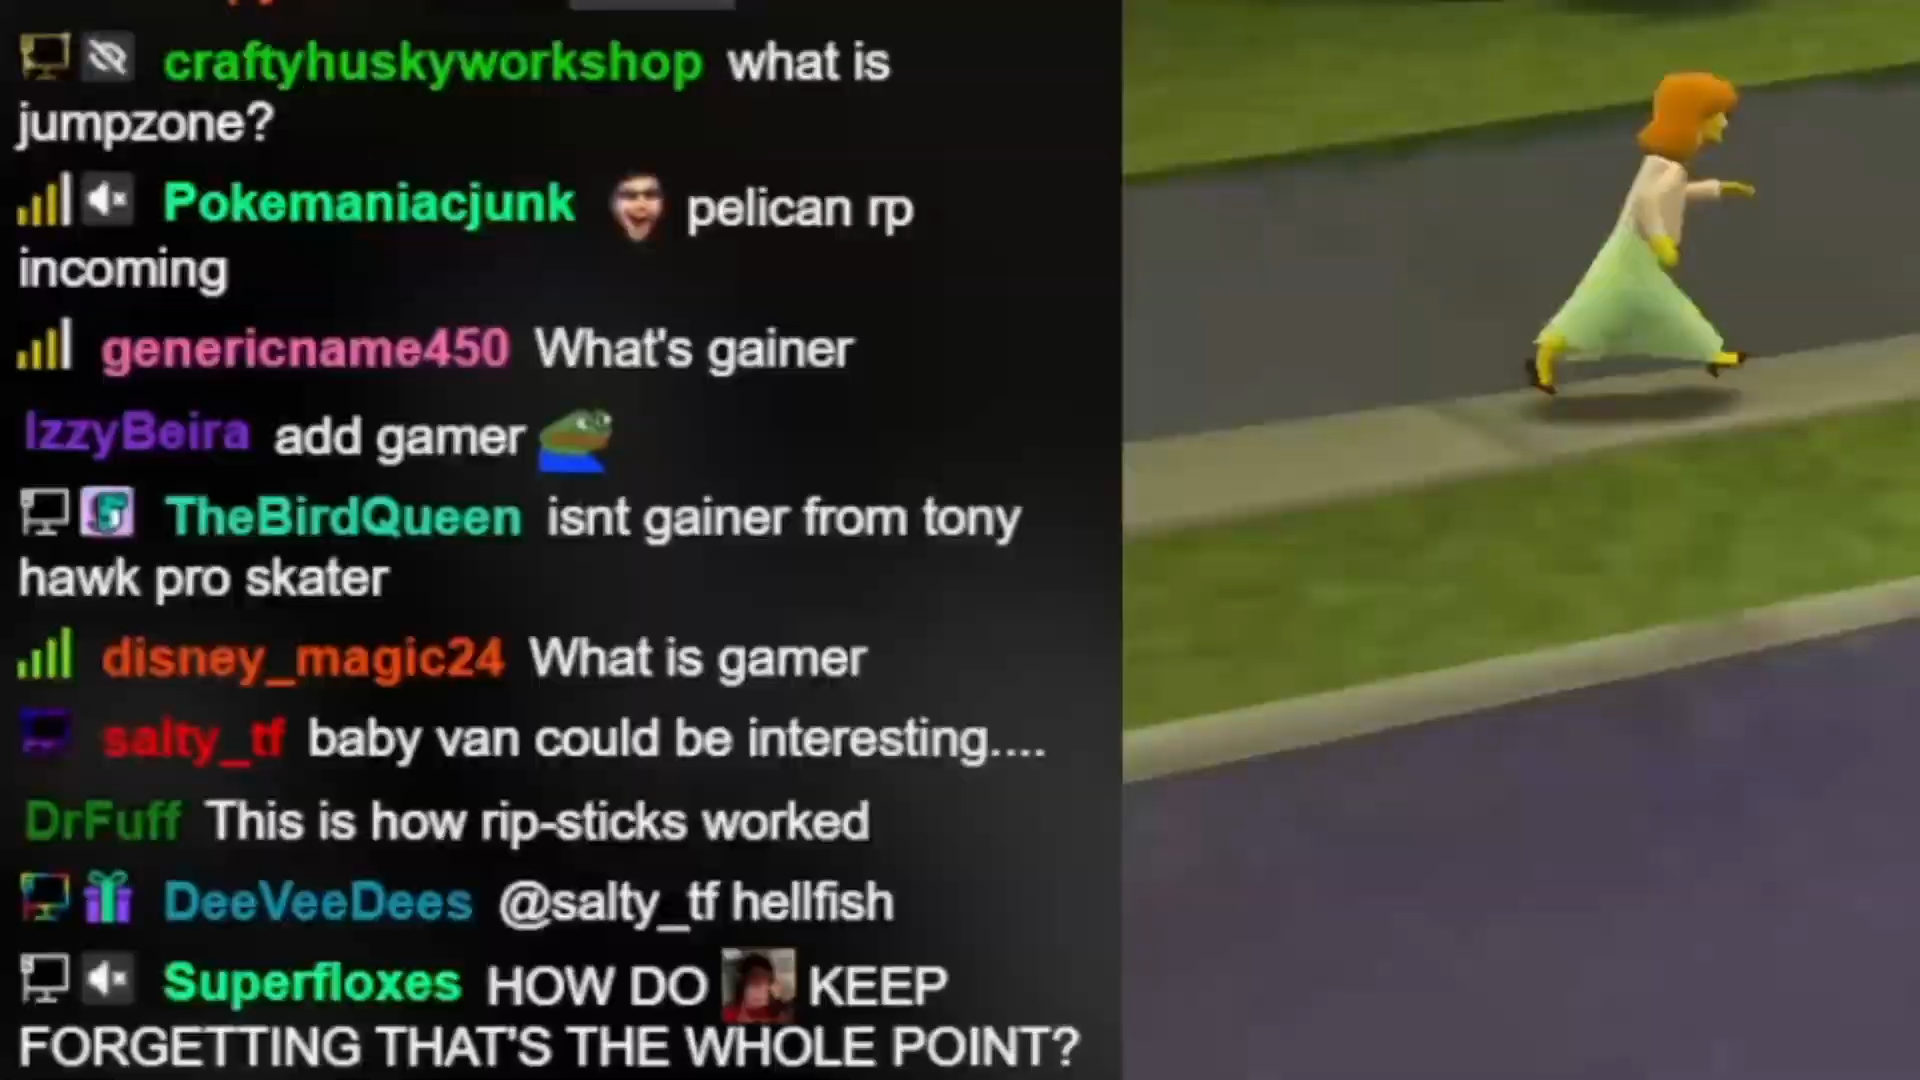 craftyhuskyworkshop what is
jumpzone?
Pokemaniacjunk pelican rp
incoming
genericname450 What's gainer
IzzyBeira add gamer
TheBirdQueen isnt gainer from tony
hawk pro skater
disney_magic24 What is gamer
salty_tf baby van could be interesting....
DrFuff This is how rip-sticks worked
DeeVeeDees @salty_tf hellfish
Superfloxes HOW DO KEEP
FORGETTING THAT'S THE WHOLE POINT?